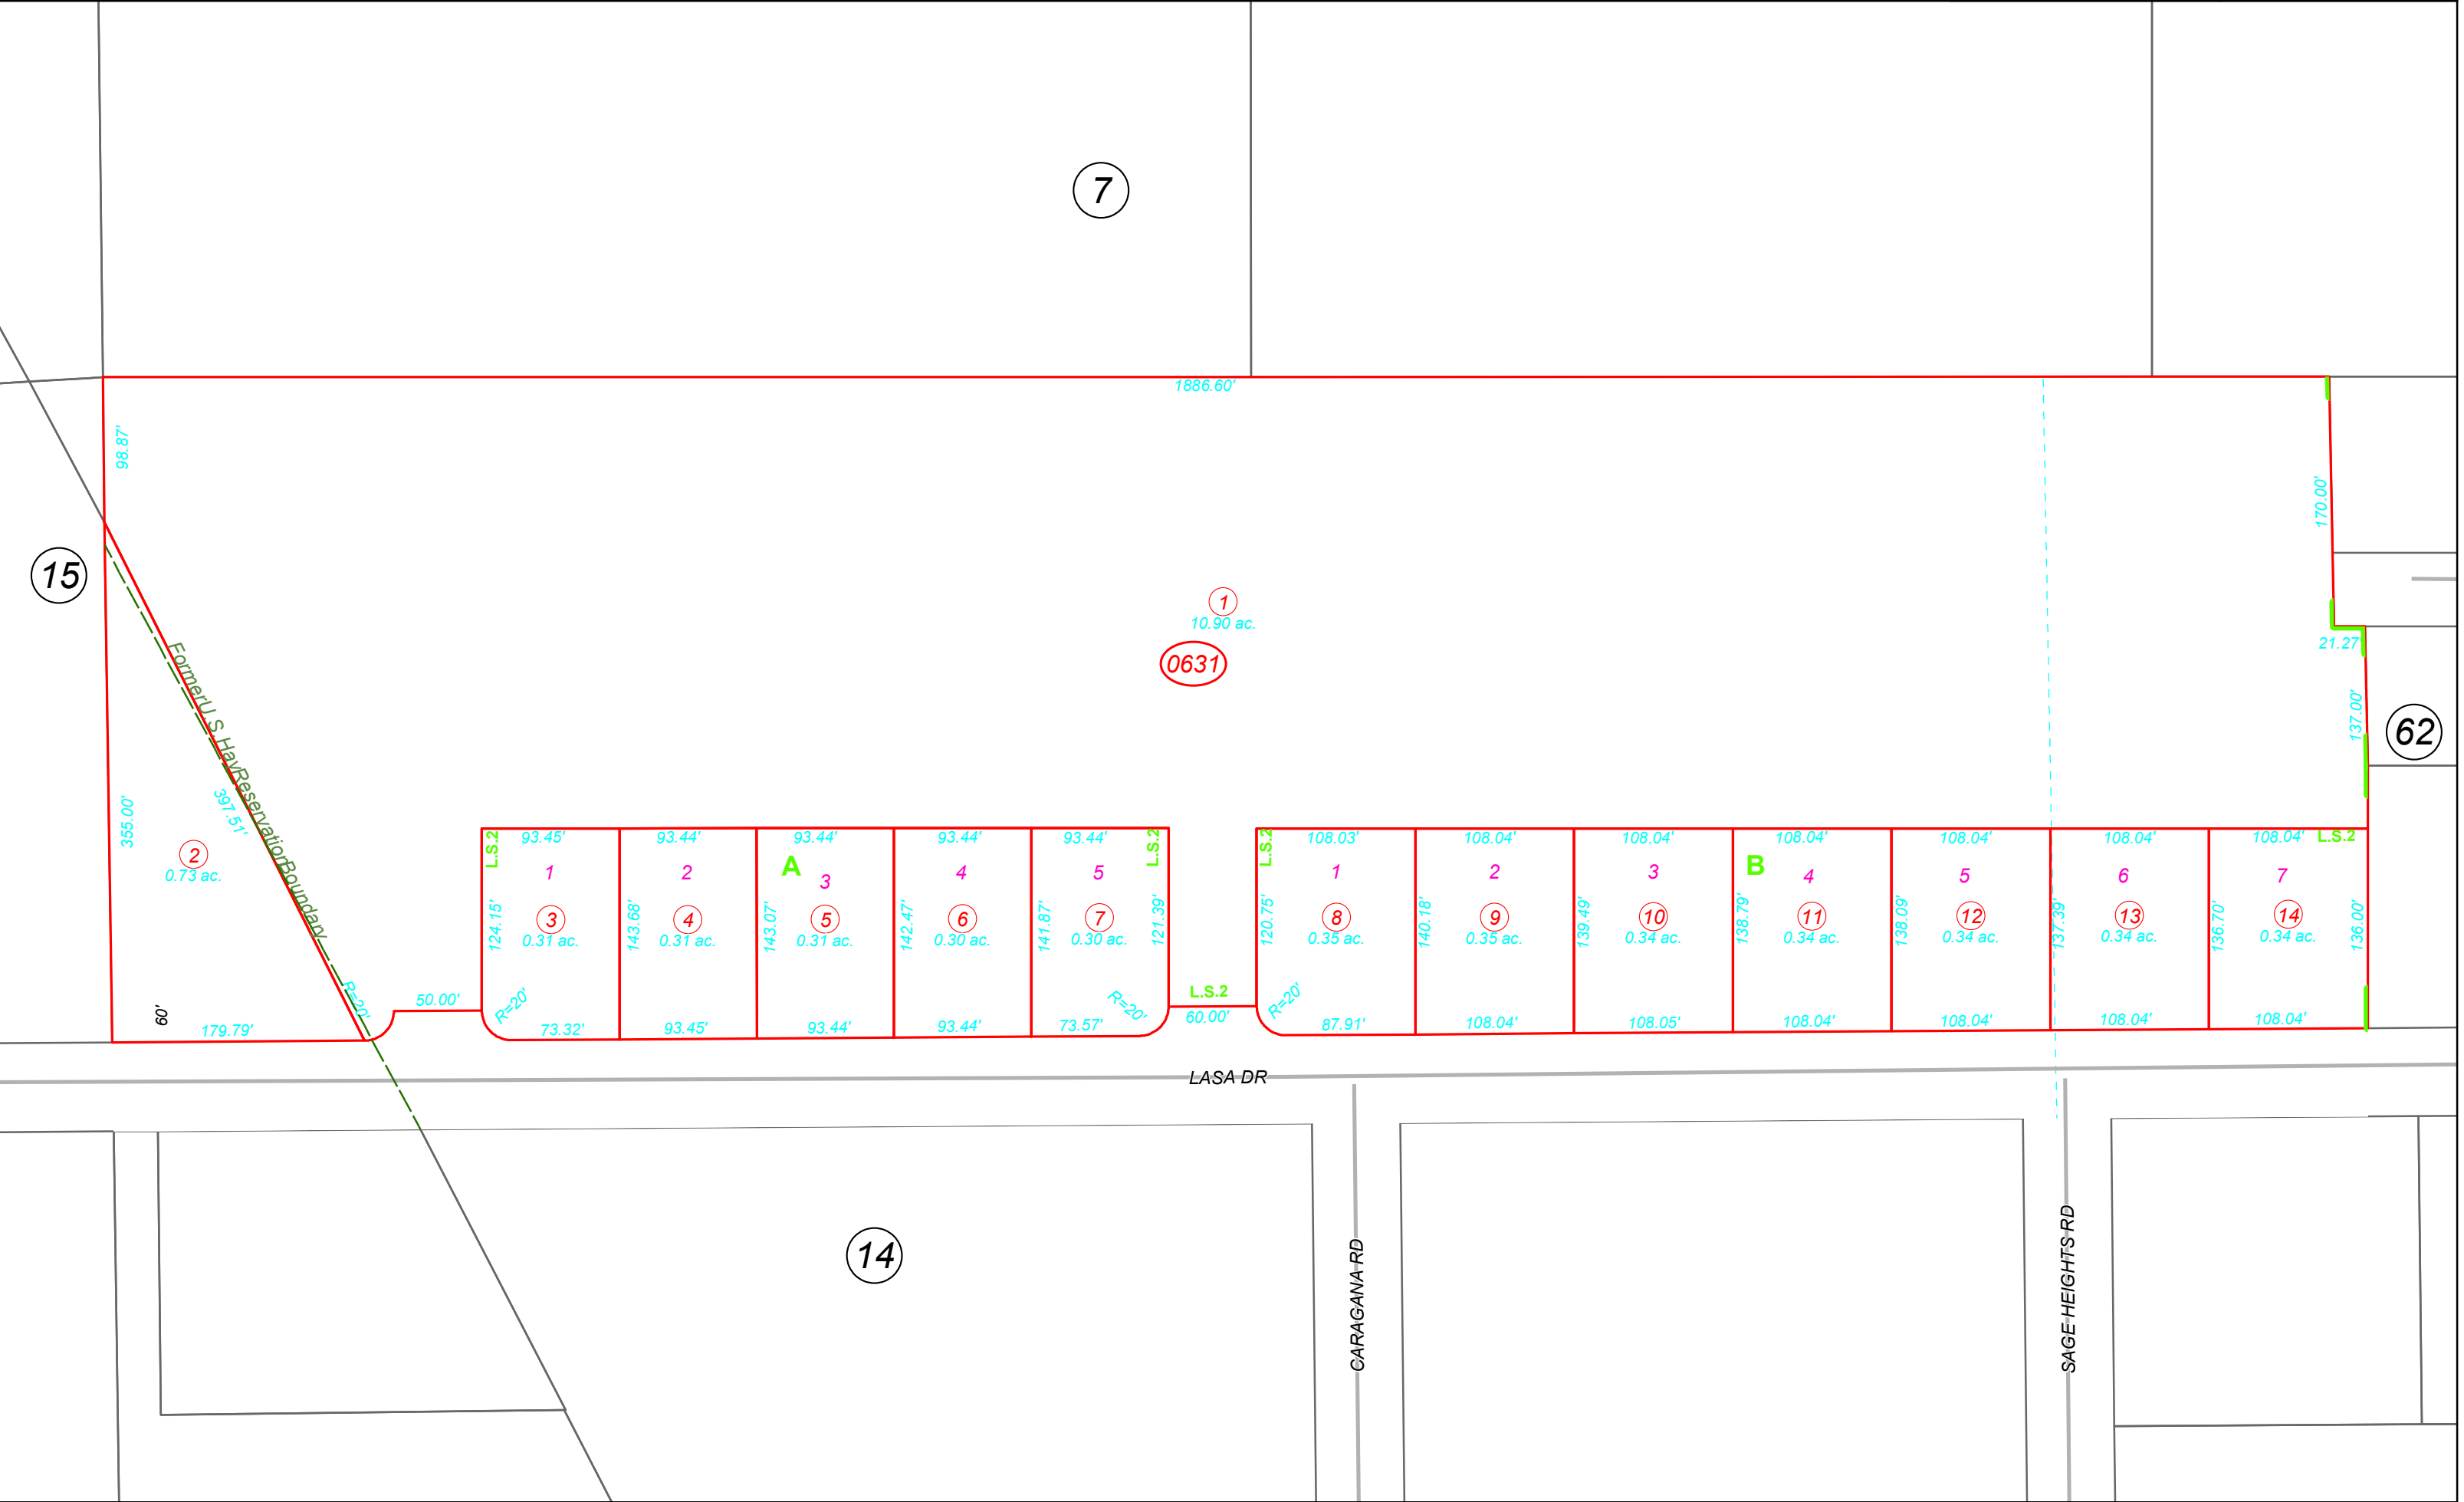 7
1886.60'
98.87'
170.00'
15
1
10.90 ac.
0631
21.27'
137.00'
62
Former U.S. Hay Reservation Boundary
397.51'
355.00'
2
0.73 ac.
L.S.2
93.45'
93.44'
93.44'
93.44'
93.44'
L.S.2
L.S.2
108.03'
108.04'
108.04'
108.04'
108.04'
108.04'
108.04'
L.S.2
A
B
1
2
3
4
5
1
2
3
4
5
6
7
124.15'
3
0.31 ac.
143.68'
4
0.31 ac.
143.07'
5
0.31 ac.
142.47'
6
0.30 ac.
141.87'
7
0.30 ac.
121.39'
120.75'
8
0.35 ac.
140.18'
9
0.35 ac.
139.49'
10
0.34 ac.
138.79'
11
0.34 ac.
138.09'
12
0.34 ac.
137.39'
13
0.34 ac.
136.70'
14
0.34 ac.
136.00'
60'
179.79'
R=20'
50.00'
R=20'
73.32'
93.45'
93.44'
93.44'
73.57'
R=20'
L.S.2
60.00'
R=20'
87.91'
108.04'
108.05'
108.04'
108.04'
108.04'
108.04'
LASA DR
14
CARAGANA RD
SAGE HEIGHTS RD